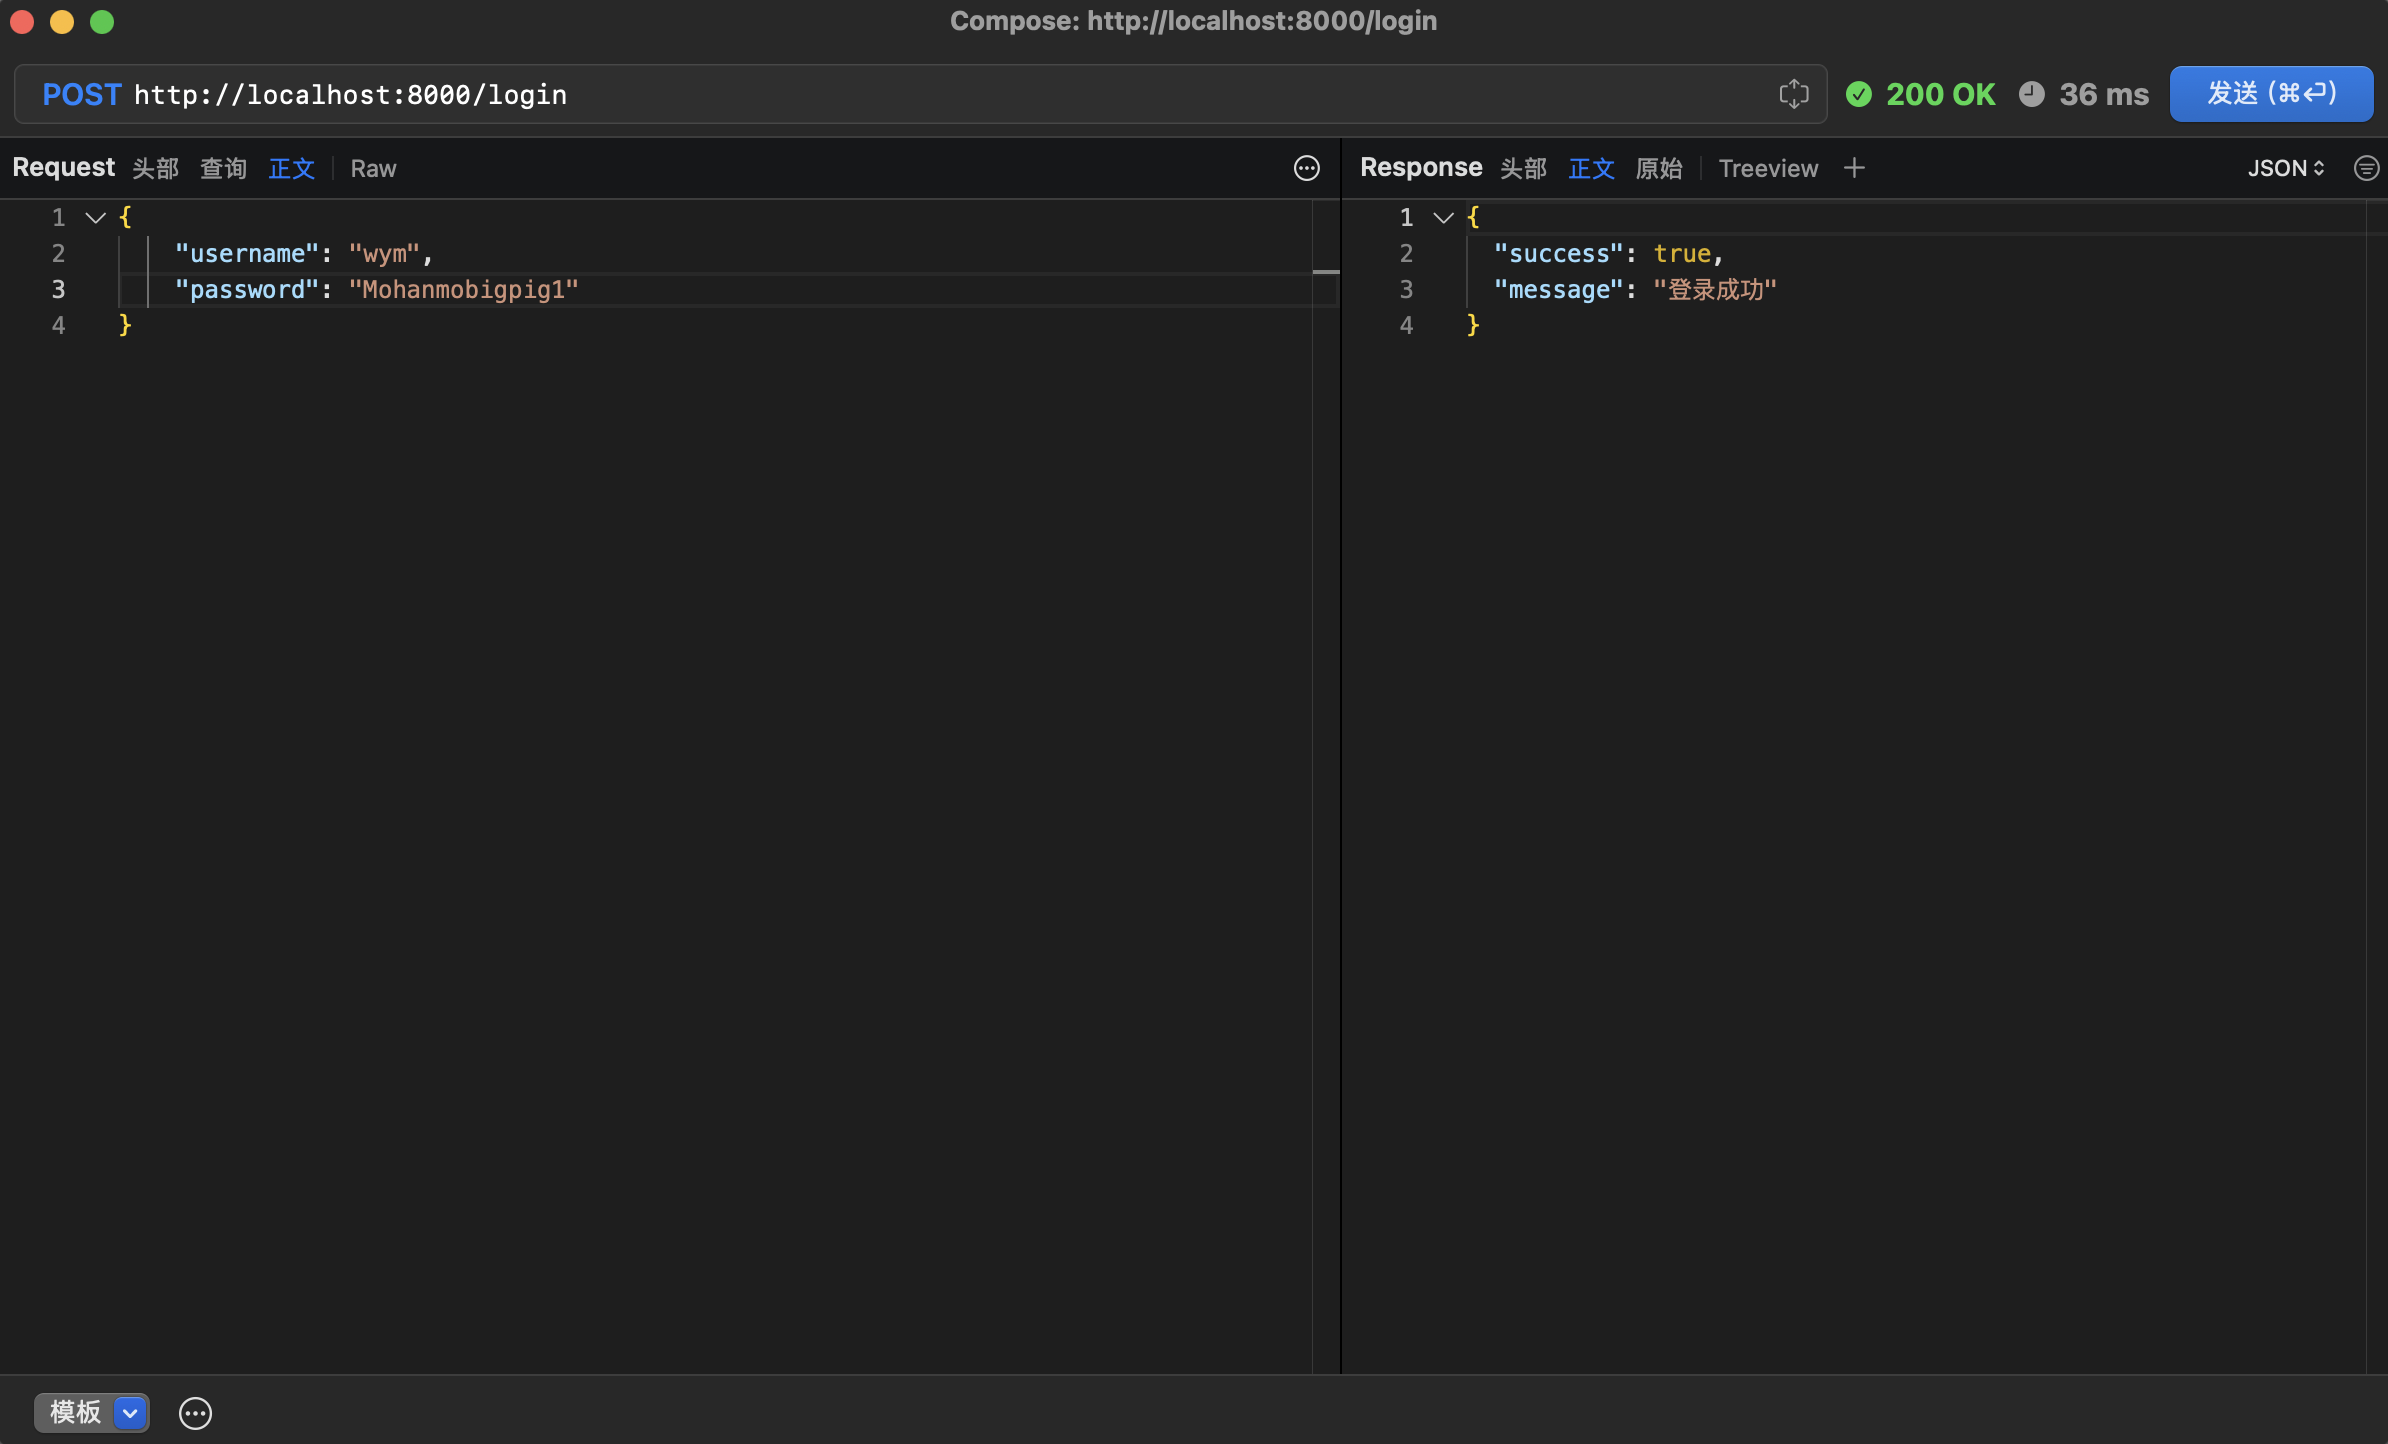 Compose: http://localhost:8000/login
POST http://localhost:8000/login
200 OK 36 ms 发送 (⌘↩)
Request 头部 查询 正文 Raw
Response 头部 正文 原始 Treeview + JSON
1 {
2 "username": "wym",
3 "password": "Mohanmobigpig1"
4 }
1 {
2 "success": true,
3 "message": "登录成功"
4 }
模板